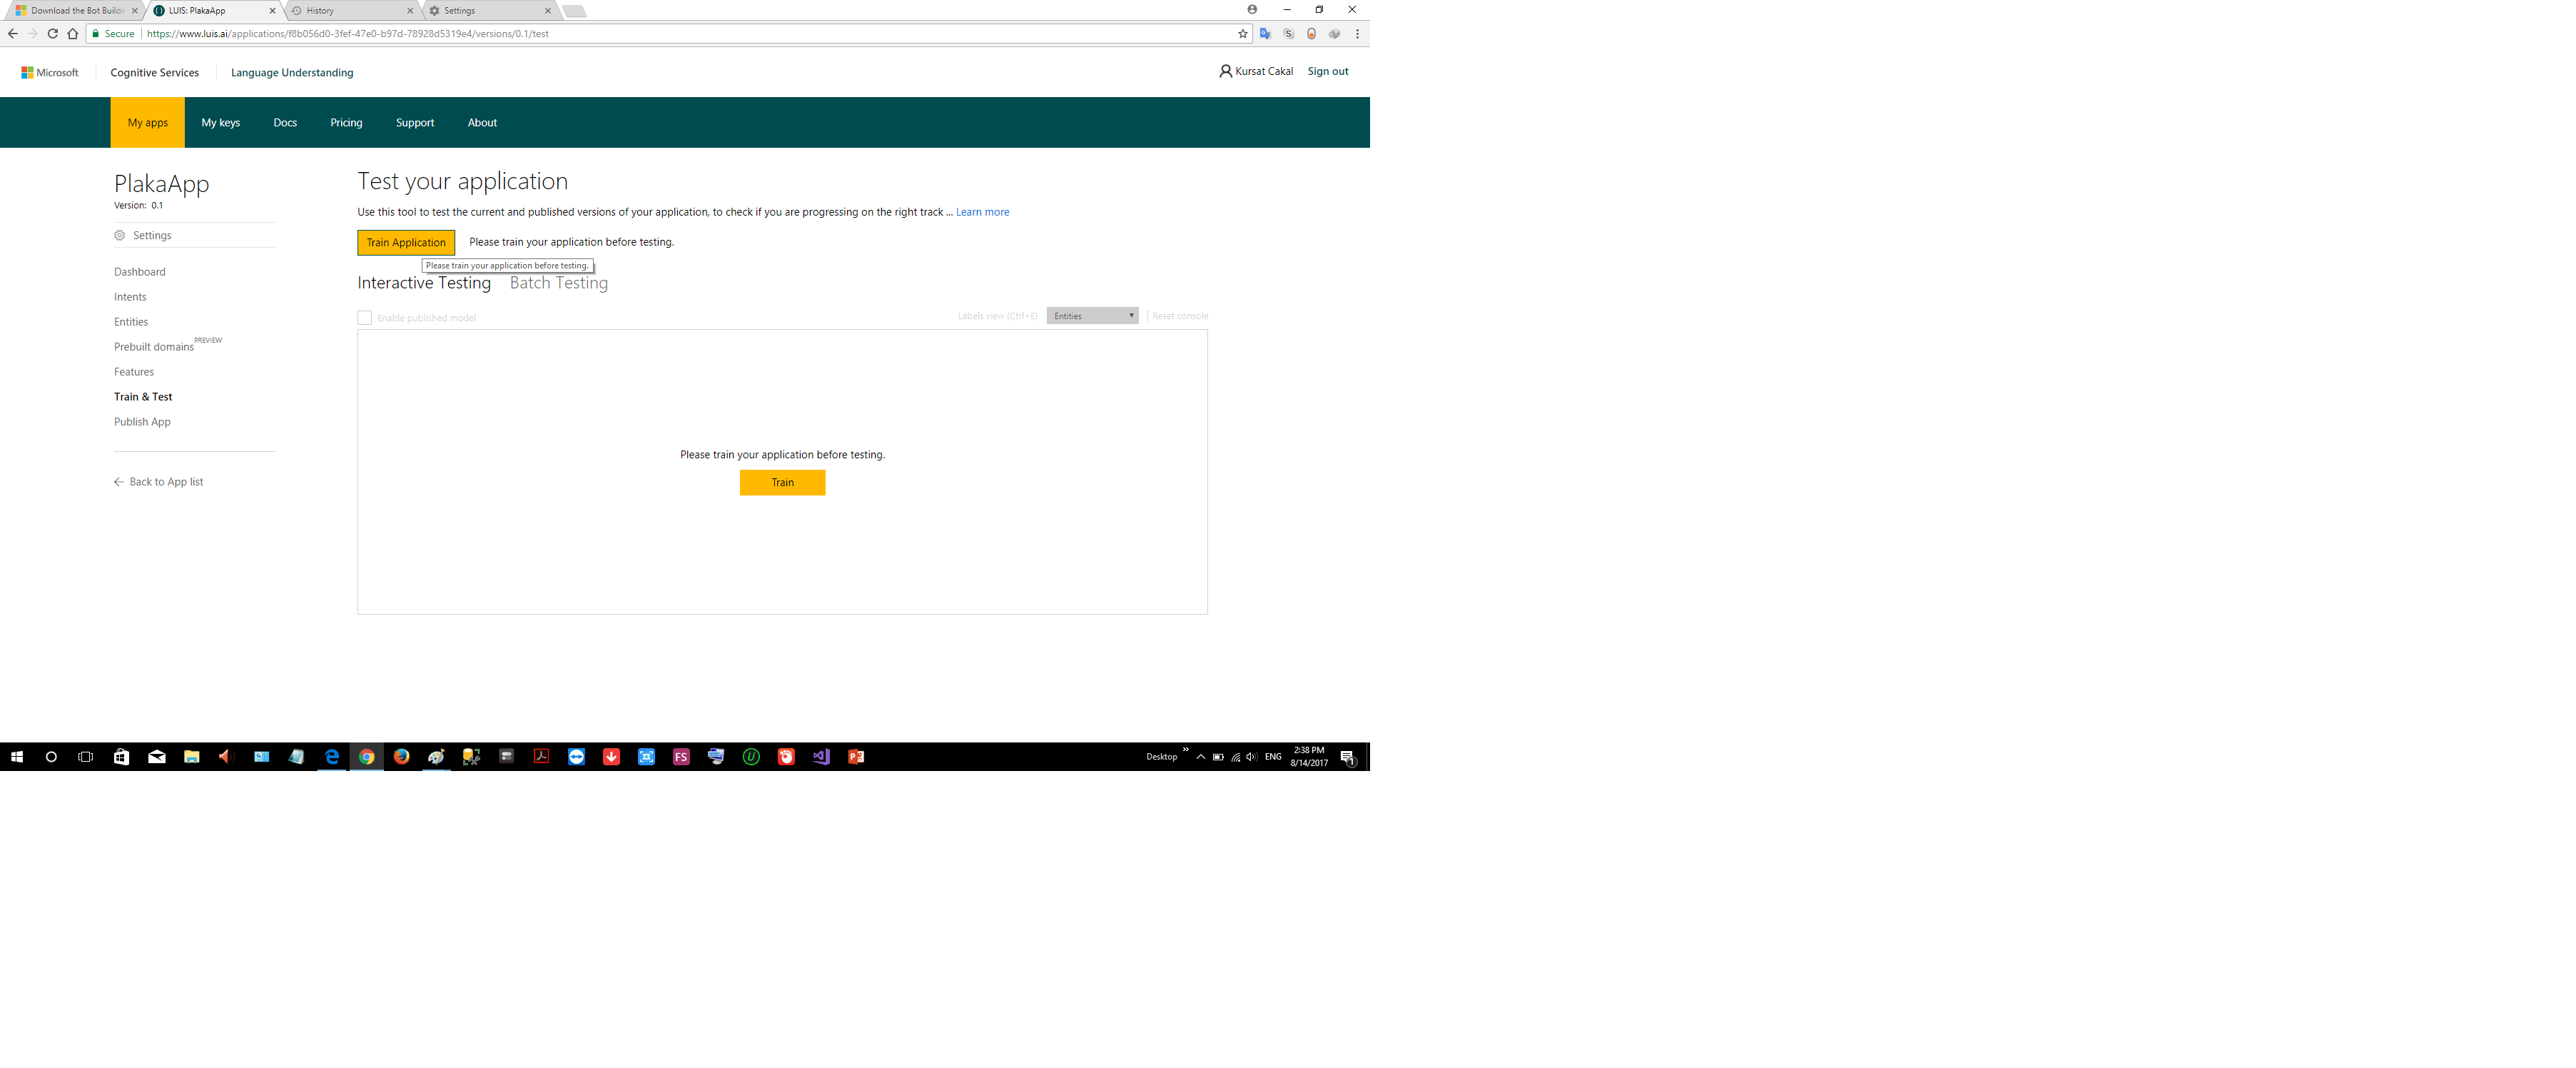 Download the Bot Builde
LUIS: PlakaApp
History
Settings
Secure
https://www.luis.ai/applications/f8b056d0-3fef-47e0-b97d-78928d5319e4/versions/0.1/test
Microsoft
Cognitive Services
Language Understanding
Kursat Cakal
Sign out
My apps
My keys
Docs
Pricing
Support
About
PlakaApp
Version: 0.1
Settings
Dashboard
Intents
Entities
Prebuilt domains PREVIEW
Features
Train & Test
Publish App
Back to App list
Test your application
Use this tool to test the current and published versions of your application, to check if you are progressing on the right track ... Learn more
Train Application
Please train your application before testing.
Please train your application before testing.
Interactive Testing
Batch Testing
Enable published model
Labels view (Ctrl+E)
Entities
Reset console
Please train your application before testing.
Train
FS
Desktop
ENG
2:38 PM
8/14/2017
1